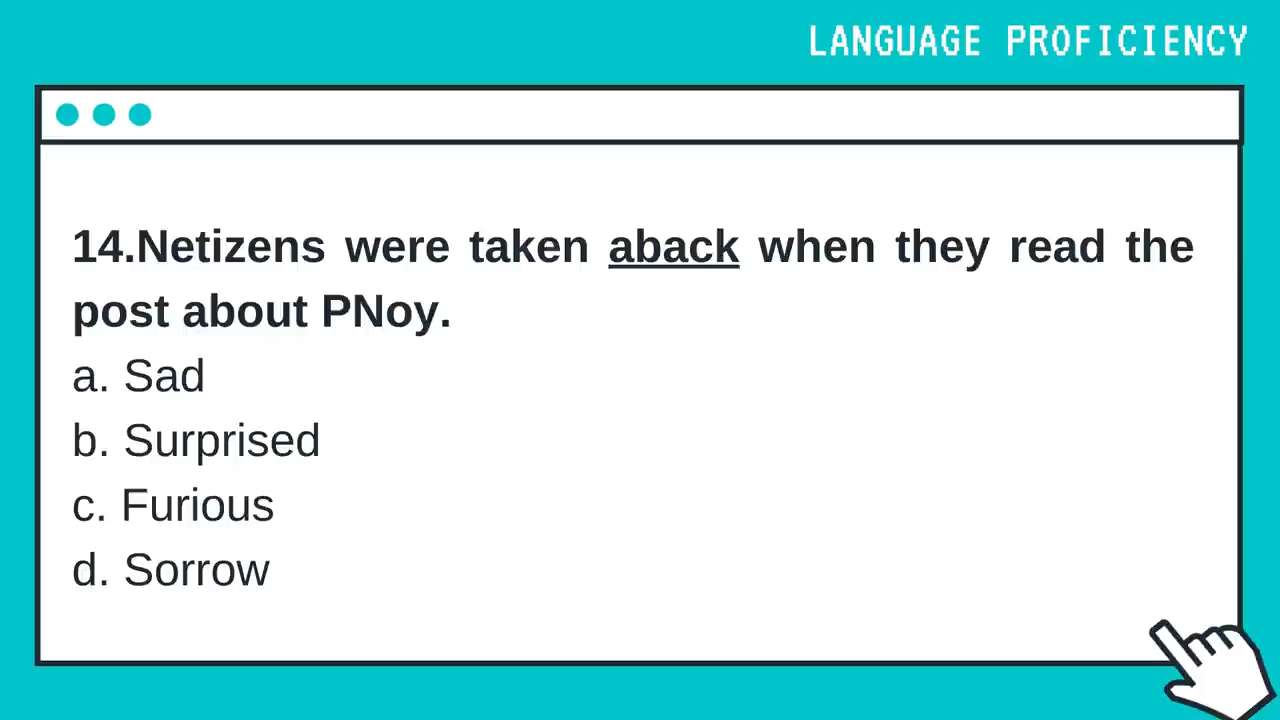 LANGUAGE PROFICIENCY
14.Netizens were taken aback when they read the
post about PNoy.
a. Sad
b. Surprised
c. Furious
d. Sorrow